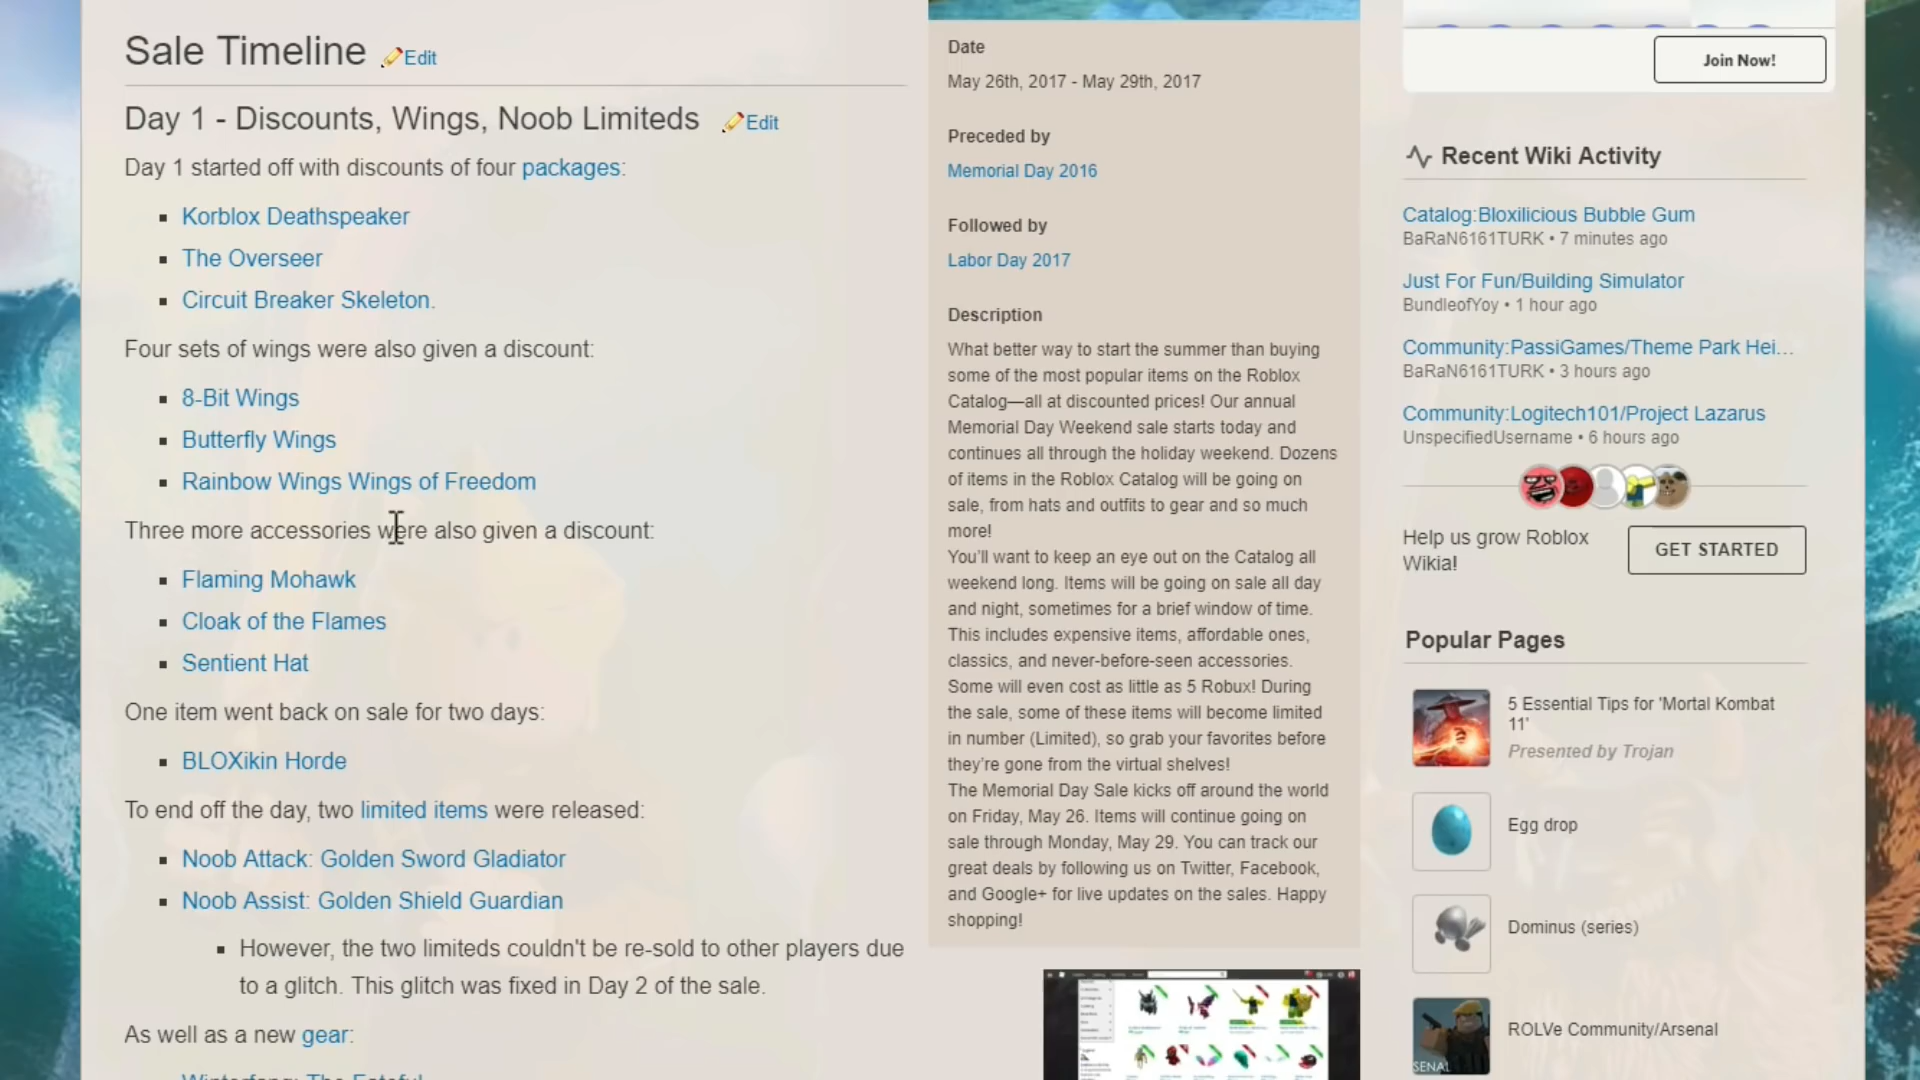 Sale Timeline Edit
Day 1 - Discounts, Wings, Noob Limiteds Edit
Day 1 started off with discounts of four packages:
Korblox Deathspeaker
The Overseer
Circuit Breaker Skeleton.
Four sets of wings were also given a discount:
8-Bit Wings
Butterfly Wings
Rainbow Wings Wings of Freedom
Three more accessories were also given a discount:
Flaming Mohawk
Cloak of the Flames
Sentient Hat
One item went back on sale for two days:
BLOXikin Horde
To end off the day, two limited items were released:
Noob Attack: Golden Sword Gladiator
Noob Assist: Golden Shield Guardian
However, the two limiteds couldn't be re-sold to other players due
to a glitch. This glitch was fixed in Day 2 of the sale.
As well as a new gear:
Date
May 26th, 2017 - May 29th, 2017
Preceded by
Memorial Day 2016
Followed by
Labor Day 2017
Description
What better way to start the summer than buying
some of the most popular items on the Roblox
Catalog—all at discounted prices! Our annual
Memorial Day Weekend sale starts today and
continues all through the holiday weekend. Dozens
of items in the Roblox Catalog will be going on
sale, from hats and outfits to gear and so much
more!
You'll want to keep an eye out on the Catalog all
weekend long. Items will be going on sale all day
and night, sometimes for a brief window of time.
This includes expensive items, affordable ones,
classics, and never-before-seen accessories.
Some will even cost as little as 5 Robux! During
the sale, some of these items will become limited
in number (Limited), so grab your favorites before
they're gone from the virtual shelves!
The Memorial Day Sale kicks off around the world
on Friday, May 26. Items will continue going on
sale through Monday, May 29. You can track our
great deals by following us on Twitter, Facebook,
and Google+ for live updates on the sales. Happy
shopping!
Join Now!
Recent Wiki Activity
Catalog:Bloxilicious Bubble Gum
BaRaN6161TURK • 7 minutes ago
Just For Fun/Building Simulator
BundleofYoy • 1 hour ago
Community:PassiGames/Theme Park Hei...
BaRaN6161TURK • 3 hours ago
Community:Logitech101/Project Lazarus
UnspecifiedUsername • 6 hours ago
Help us grow Roblox
Wikia!
GET STARTED
Popular Pages
5 Essential Tips for 'Mortal Kombat
11'
Presented by Trojan
Egg drop
Dominus (series)
ROLVe Community/Arsenal
SENAL